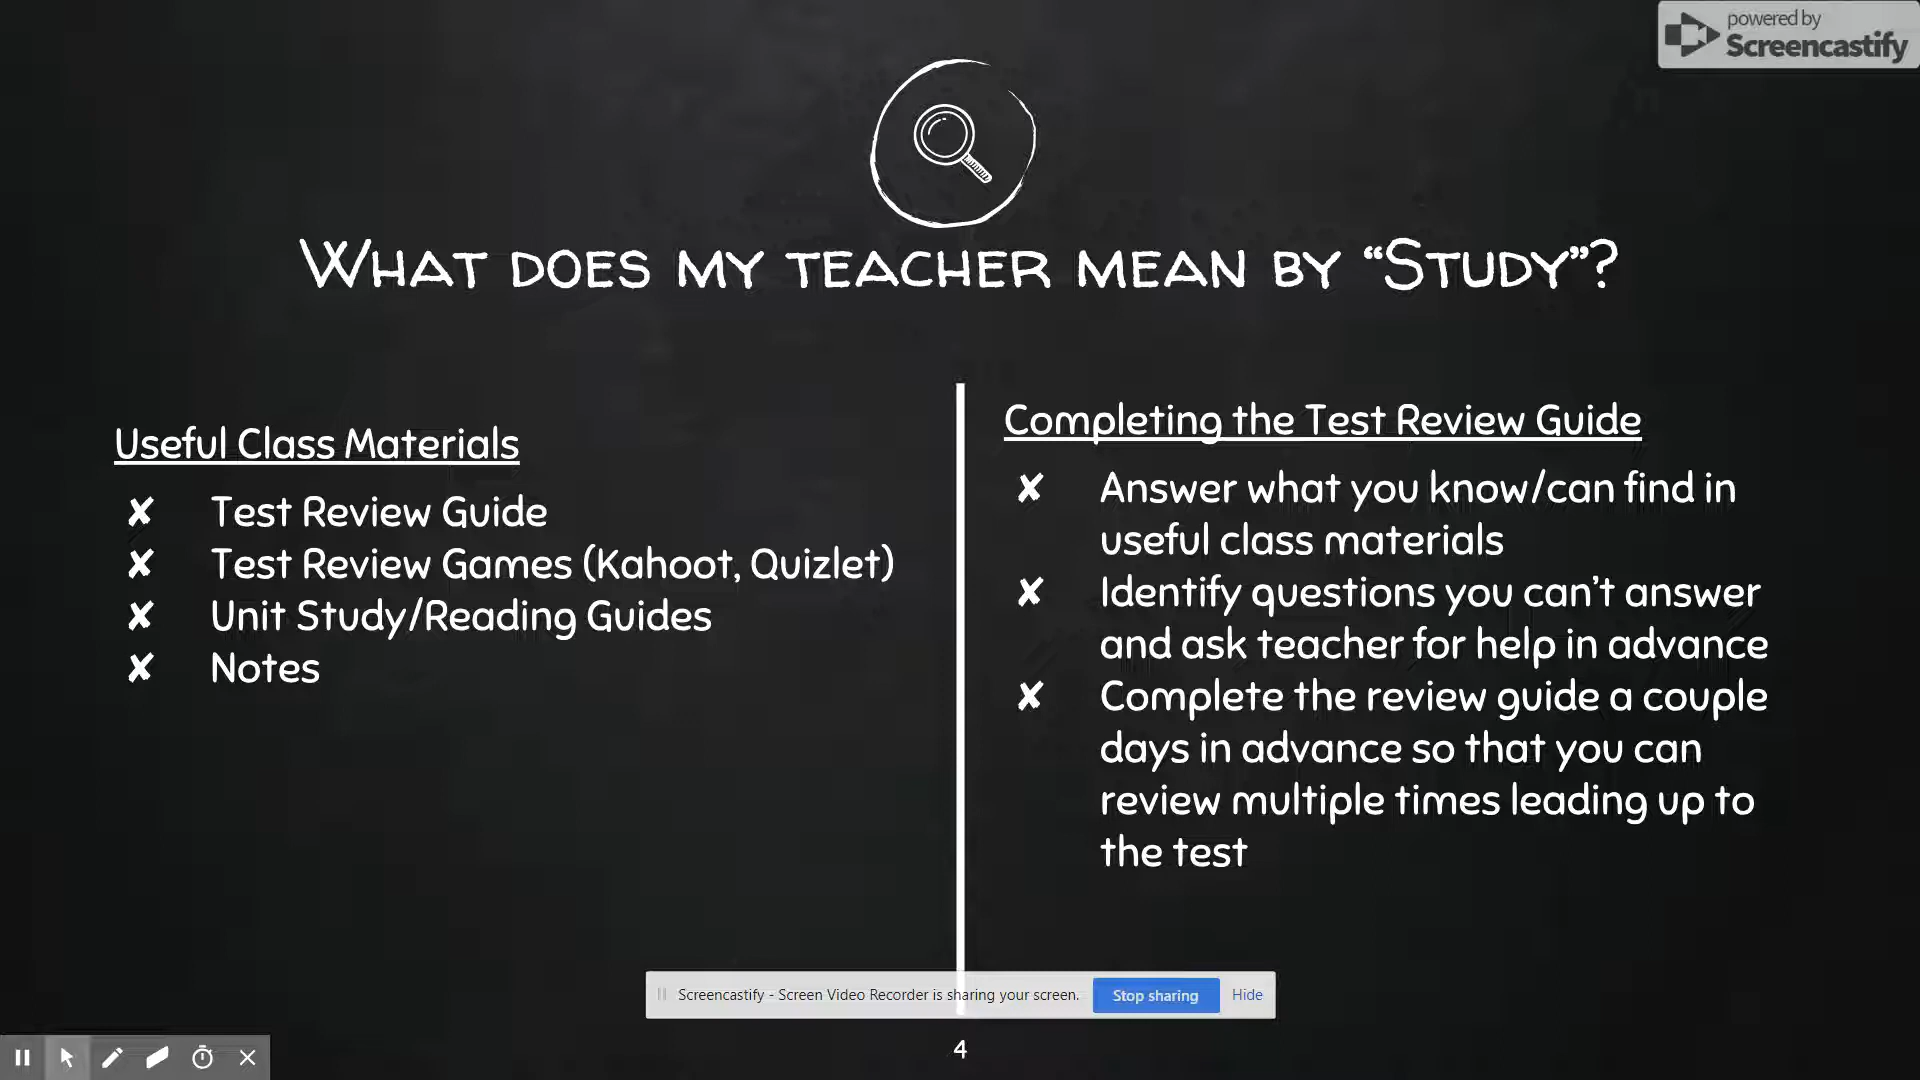 powered by
Screencastify
What does my teacher mean by “Study”?
Useful Class Materials
✘ Test Review Guide
✘ Test Review Games (Kahoot, Quizlet)
✘ Unit Study/Reading Guides
✘ Notes
Completing the Test Review Guide
✘ Answer what you know/can find in
useful class materials
✘ Identify questions you can’t answer
and ask teacher for help in advance
✘ Complete the review guide a couple
days in advance so that you can
review multiple times leading up to
the test
Screencastify - Screen Video Recorder is sharing your screen. Stop sharing Hide
4